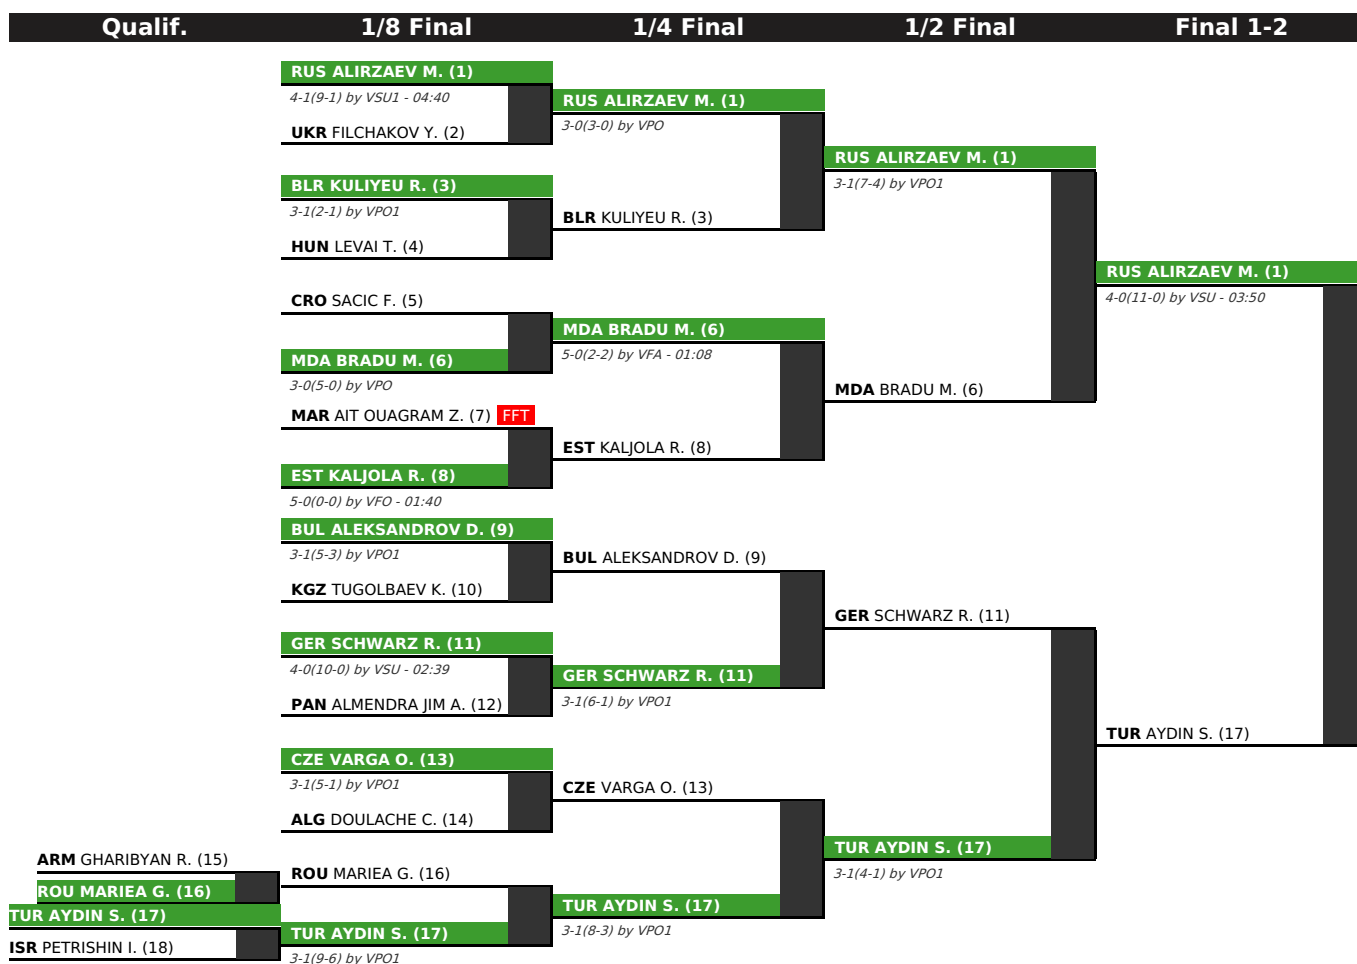 Qualif.
1/8 Final
1/4 Final
1/2 Final
Final 1-2
ARM GHARIBYAN R. (15)
ROU MARIEA G. (16)
TUR AYDIN S. (17)
ISR PETRISHIN I. (18)
RUS ALIRZAEV M. (1)
4-1(9-1) by VSU1 - 04:40
UKR FILCHAKOV Y. (2)
BLR KULIYEU R. (3)
3-1(2-1) by VPO1
HUN LEVAI T. (4)
CRO SACIC F. (5)
MDA BRADU M. (6)
3-0(5-0) by VPO
MAR AIT OUAGRAM Z. (7) FFT
EST KALJOLA R. (8)
5-0(0-0) by VFO - 01:40
BUL ALEKSANDROV D. (9)
3-1(5-3) by VPO1
KGZ TUGOLBAEV K. (10)
GER SCHWARZ R. (11)
4-0(10-0) by VSU - 02:39
PAN ALMENDRA JIM A. (12)
CZE VARGA O. (13)
3-1(5-1) by VPO1
ALG DOULACHE C. (14)
ROU MARIEA G. (16)
TUR AYDIN S. (17)
3-1(9-6) by VPO1
RUS ALIRZAEV M. (1)
3-0(3-0) by VPO
BLR KULIYEU R. (3)
MDA BRADU M. (6)
5-0(2-2) by VFA - 01:08
EST KALJOLA R. (8)
BUL ALEKSANDROV D. (9)
GER SCHWARZ R. (11)
3-1(6-1) by VPO1
CZE VARGA O. (13)
TUR AYDIN S. (17)
3-1(8-3) by VPO1
RUS ALIRZAEV M. (1)
3-1(7-4) by VPO1
MDA BRADU M. (6)
GER SCHWARZ R. (11)
TUR AYDIN S. (17)
3-1(4-1) by VPO1
RUS ALIRZAEV M. (1)
4-0(11-0) by VSU - 03:50
TUR AYDIN S. (17)